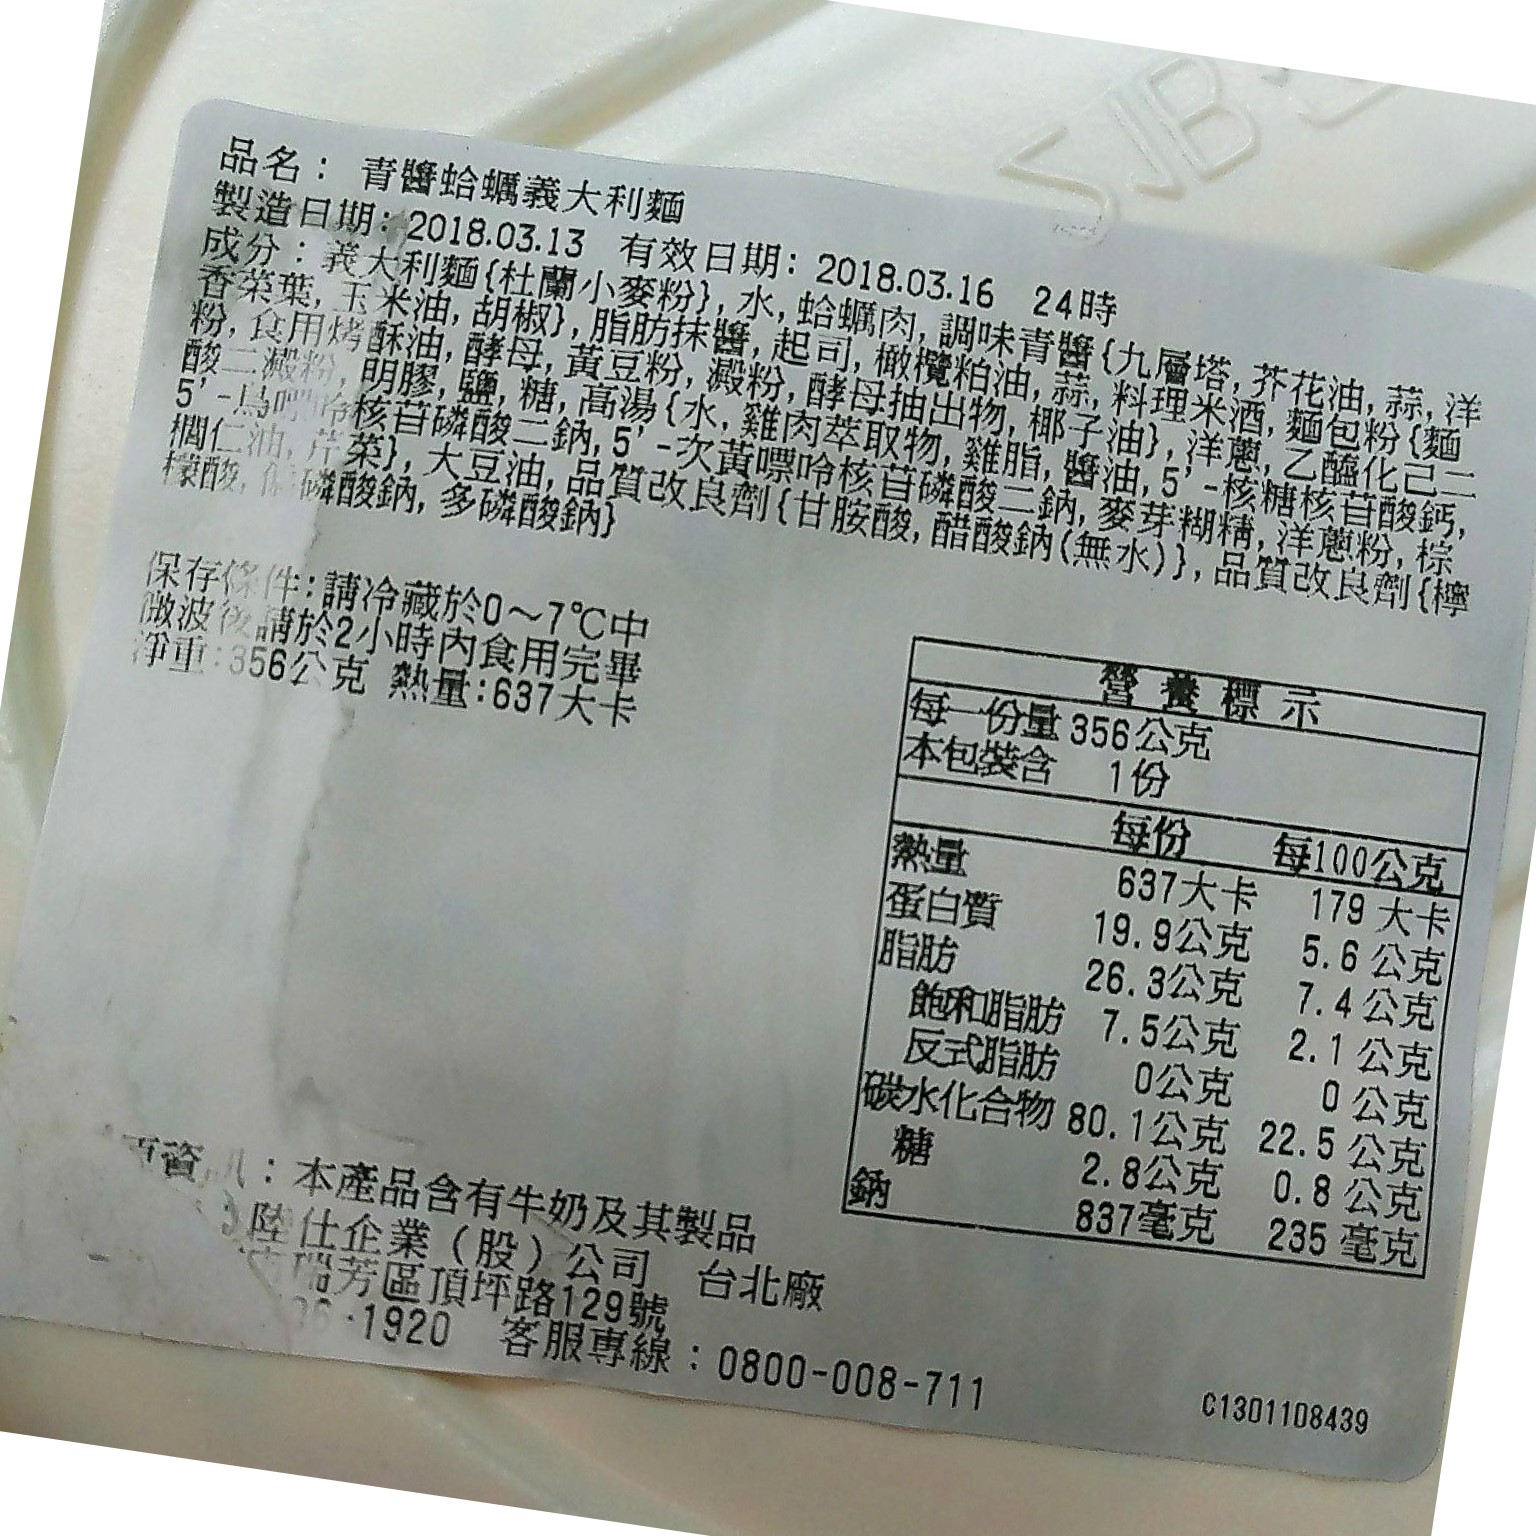 品名: 青醬蛤蠣義大利麵
製造日期: 2018.03.13 有效日期: 2018.03.16 24時
成分: 義大利麵{杜蘭小麥粉}, 水, 蛤蠣肉, 調味青醬{九層塔, 芥花油, 蒜, 洋
香菜葉, 玉米油, 胡椒}, 脂肪抹醬, 起司, 橄欖粕油, 蒜, 料理米酒, 麵包粉{麵
粉, 食用烤酥油, 酵母, 黃豆粉, 澱粉, 酵母抽出物, 椰子油}, 洋蔥, 乙醯化己二
酸二澱粉, 明膠, 鹽, 糖, 高湯{水, 雞肉萃取物, 雞脂, 醬油, 5'-核糖核苷酸鈣,
5'-鳥嘌呤核苷磷酸二鈉, 5'-次黃嘌呤核苷磷酸二鈉, 麥芽糊精, 洋蔥粉, 棕
櫚仁油, 芹菜}, 大豆油, 品質改良劑{甘胺酸, 醋酸鈉(無水)}, 品質改良劑{檸
檬酸, 磷酸鈉, 多磷酸鈉}
保存條件:請冷藏於0~7℃中
微波後請於2小時內食用完畢
淨重:356公克 熱量:637大卡
營養標示
每一份量 356公克
本包裝含 1份
每份 每100公克
熱量 637大卡 179 大卡
蛋白質 19.9公克 5.6 公克
脂肪 26.3公克 7.4 公克
飽和脂肪 7.5公克 2.1 公克
反式脂肪 0公克 0 公克
碳水化合物 80.1公克 22.5 公克
糖 2.8公克 0.8 公克
鈉 837毫克 235 毫克
資訊: 本產品含有牛奶及其製品
陸仕企業(股)公司 台北廠
瑞芳區頂坪路129號
1920 客服專線:0800-008-711
C1301108439